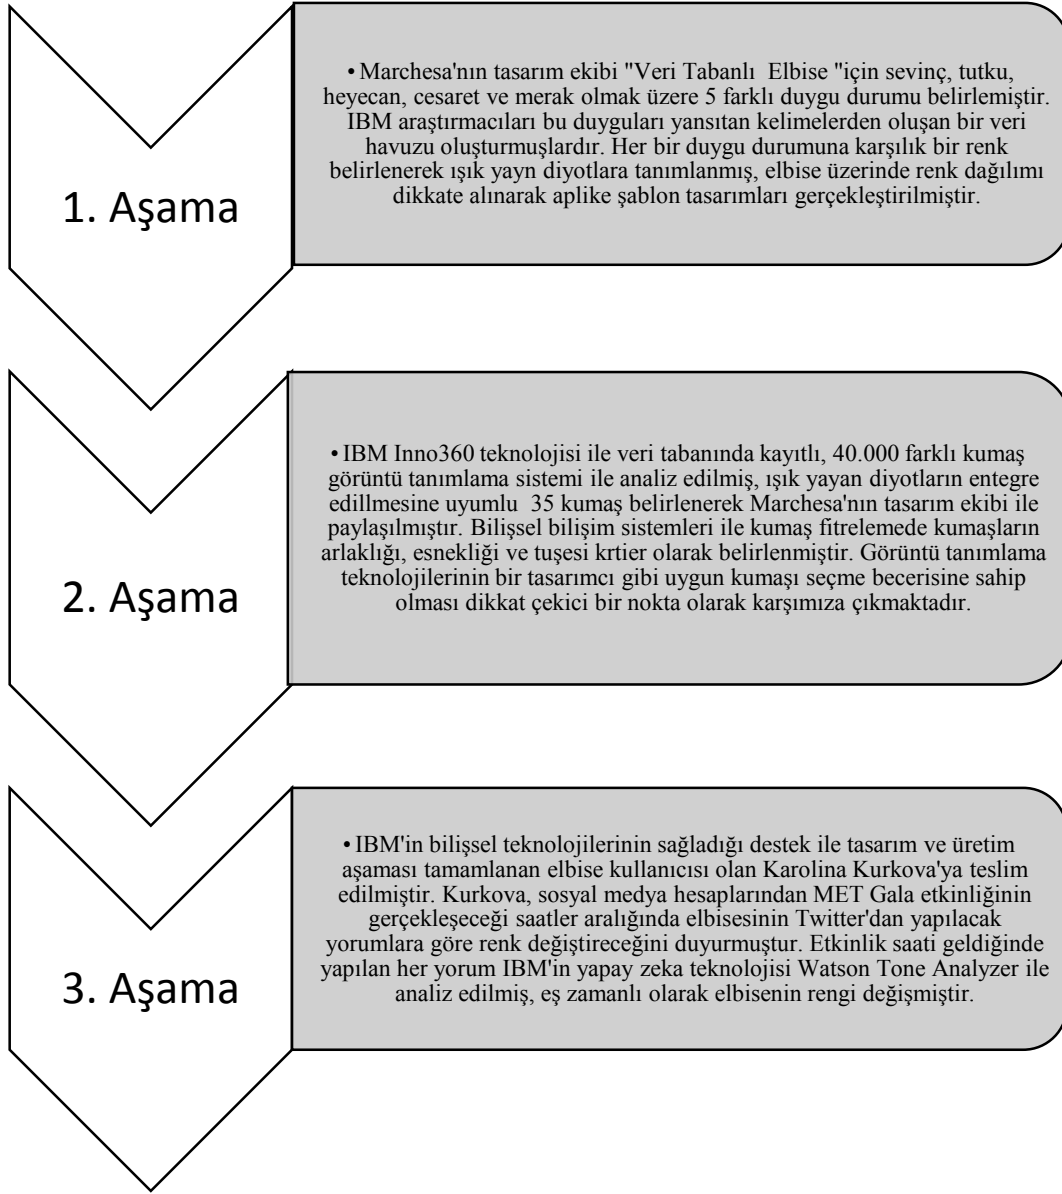 1. Aşama
• Marchesa'nın tasarım ekibi "Veri Tabanlı  Elbise "için sevinç, tutku,
heyecan, cesaret ve merak olmak üzere 5 farklı duygu durumu belirlemiştir.
IBM araştırmacıları bu duyguları yansıtan kelimelerden oluşan bir veri
havuzu oluşturmuşlardır. Her bir duygu durumuna karşılık bir renk
belirlenerek ışık yayn diyotlara tanımlanmış, elbise üzerinde renk dağılımı
dikkate alınarak aplike şablon tasarımları gerçekleştirilmiştir.
2. Aşama
• IBM Inno360 teknolojisi ile veri tabanında kayıtlı, 40.000 farklı kumaş
görüntü tanımlama sistemi ile analiz edilmiş, ışık yayan diyotların entegre
edillmesine uyumlu  35 kumaş belirlenerek Marchesa'nın tasarım ekibi ile
paylaşılmıştır. Bilişsel bilişim sistemleri ile kumaş fitrelemede kumaşların
arlaklığı, esnekliği ve tuşesi krtier olarak belirlenmiştir. Görüntü tanımlama
teknolojilerinin bir tasarımcı gibi uygun kumaşı seçme becerisine sahip
olması dikkat çekici bir nokta olarak karşımıza çıkmaktadır.
3. Aşama
• IBM'in bilişsel teknolojilerinin sağladığı destek ile tasarım ve üretim
aşaması tamamlanan elbise kullanıcısı olan Karolina Kurkova'ya teslim
edilmiştir. Kurkova, sosyal medya hesaplarından MET Gala etkinliğinin
gerçekleşeceği saatler aralığında elbisesinin Twitter'dan yapılacak
yorumlara göre renk değiştireceğini duyurmuştur. Etkinlik saati geldiğinde
yapılan her yorum IBM'in yapay zeka teknolojisi Watson Tone Analyzer ile
analiz edilmiş, eş zamanlı olarak elbisenin rengi değişmiştir.